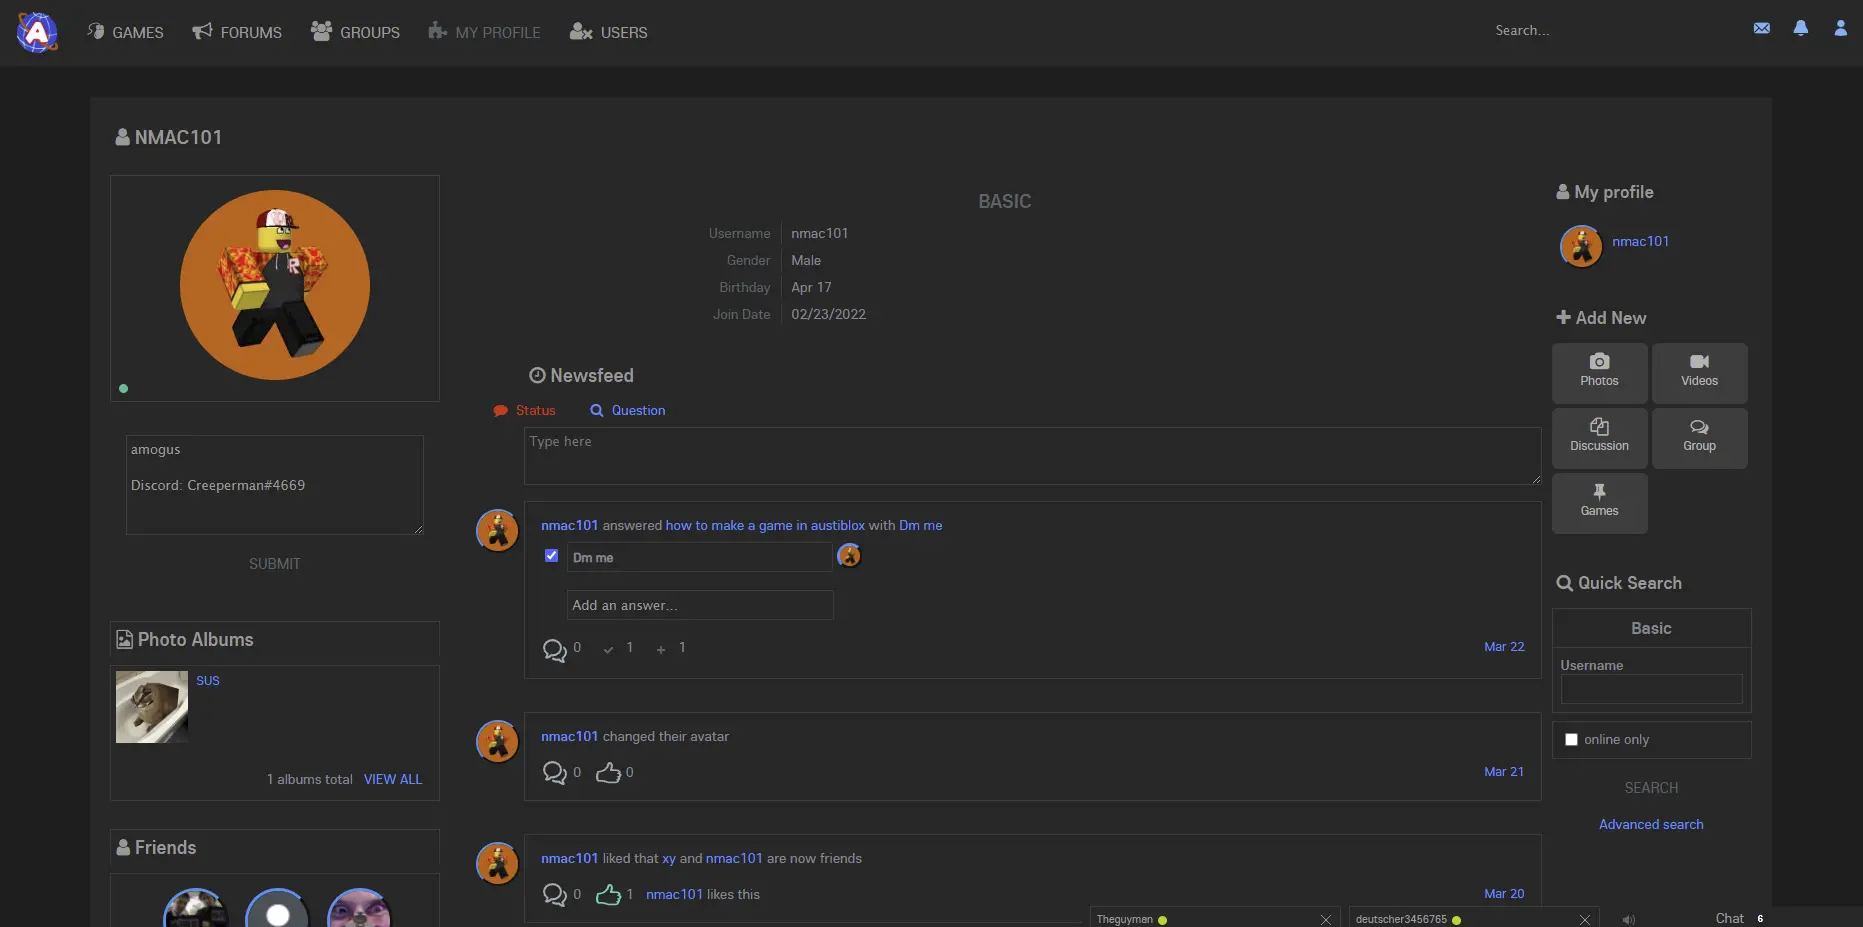 A
GAMES
FORUMS
GROUPS
MY PROFILE
USERS
Search...
NMAC101
amogus
Discord: Creeperman#4669
SUBMIT
Photo Albums
SUS
1 albums total VIEW ALL
Friends
BASIC
Username nmac101
Gender Male
Birthday Apr 17
Join Date 02/23/2022
Newsfeed
Status
Question
Type here
nmac101 answered how to make a game in austiblox with Dm me
Dm me
Add an answer...
0 1 1
Mar 22
nmac101 changed their avatar
0 0
Mar 21
nmac101 liked that xy and nmac101 are now friends
0 1 nmac101 likes this
Mar 20
My profile
nmac101
Add New
Photos
Videos
Discussion
Group
Games
Quick Search
Basic
Username
online only
SEARCH
Advanced search
Theguyman
deutscher3456765
Chat 6